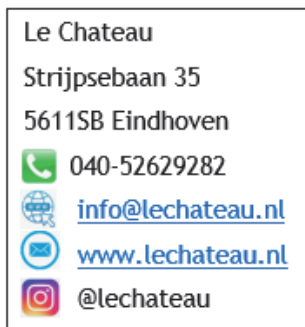 Le Chateau
Strijpsebaan 35
5611SB Eindhoven
040-52629282
info@lechateau.nl
www.lechateau.nl
@lechateau